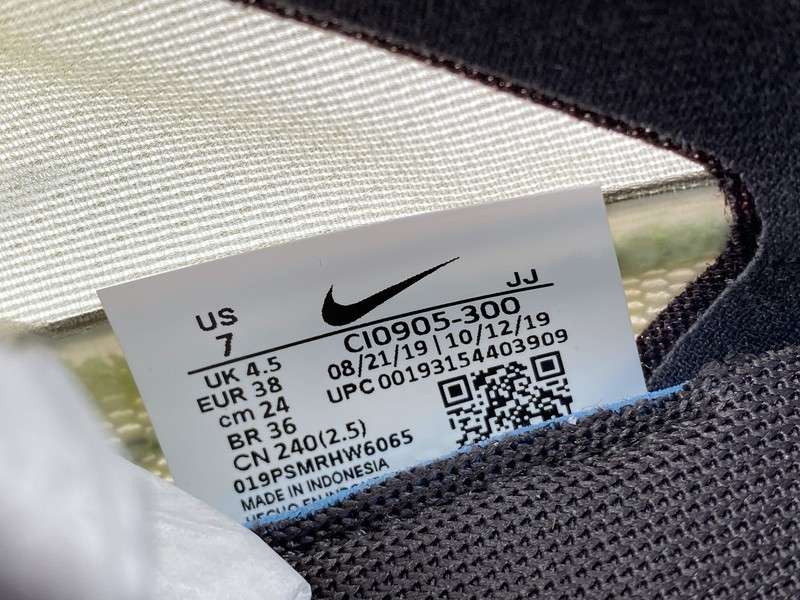 US
7
JJ
UK 4.5
EUR 38
cm 24
BR 36
CN 240(2.5)
019PSMRHW6065
MADE IN INDONESIA
CI0905-300
08/21/19 | 10/12/19
UPC 00193154403909